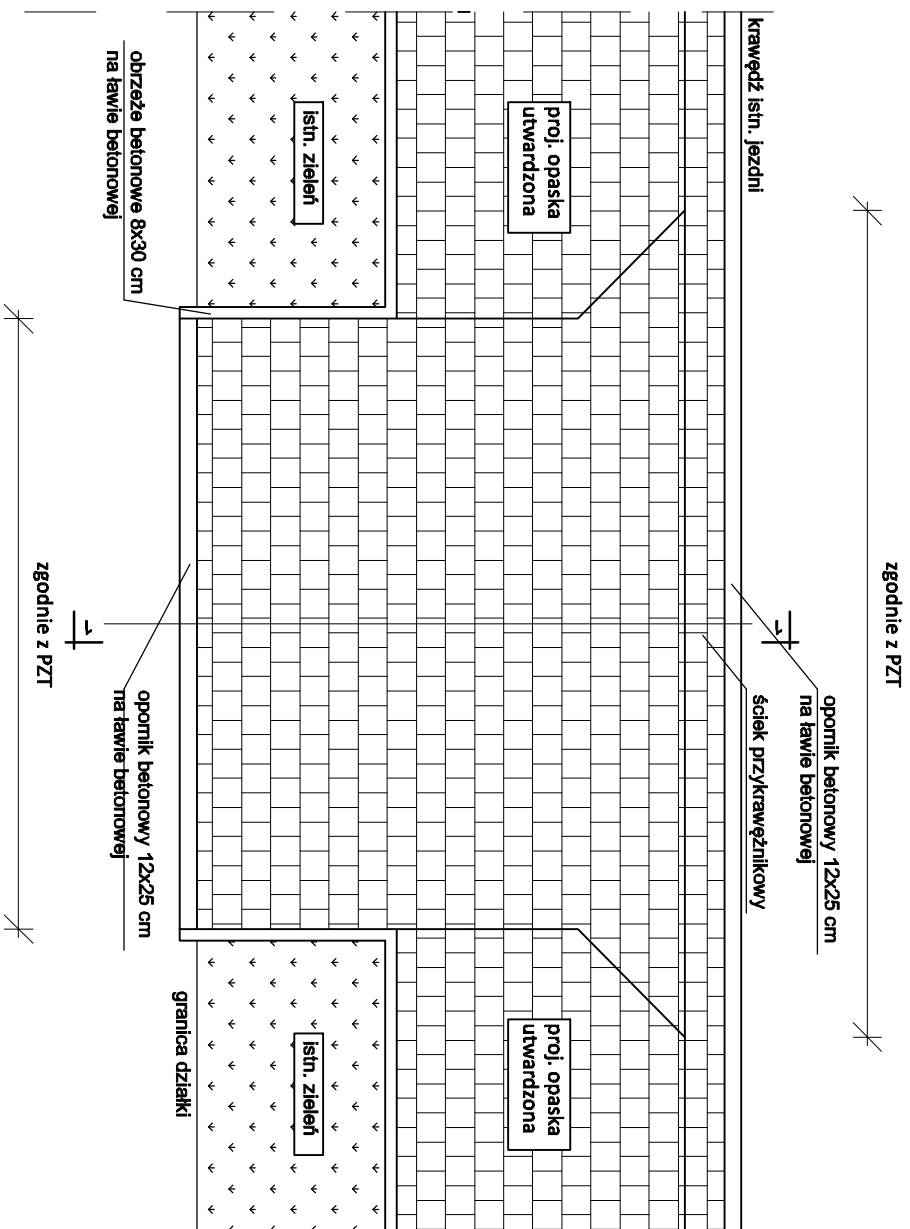 zgodnie z PZT
krawędź istn. jezdni
opornik betonowy 12x25 cm
na ławie betonowej
ściek przykrawężnikowy
1
proj. opaska
utwardzona
proj. opaska
utwardzona
istn. zieleń
istn. zieleń
obrzeże betonowe 8x30 cm
na ławie betonowej
opornik betonowy 12x25 cm
na ławie betonowej
granica działki
1
zgodnie z PZT